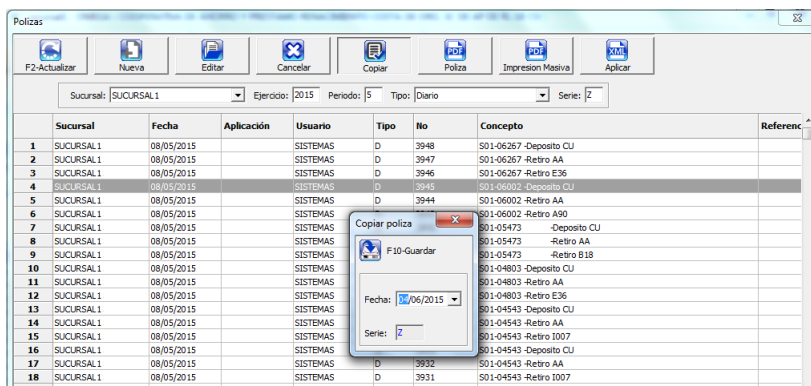 Polizas
F2-Actualizar Nueva Editar Cancelar Copiar Poliza Impresion Masiva Aplicar
Sucursal: SUCURSAL1 Ejercicio: 2015 Periodo: 5 Tipo: Diario Serie: Z
Sucursal Fecha Aplicación Usuario Tipo No Concepto Referenc
1 SUCURSAL1 08/05/2015 SISTEMAS D 3948 S01-06267 -Deposito CU
2 SUCURSAL1 08/05/2015 SISTEMAS D 3947 S01-06267 -Retiro AA
3 SUCURSAL1 08/05/2015 SISTEMAS D 3946 S01-06267 -Retiro E36
4 SUCURSAL1 08/05/2015 SISTEMAS D 3945 S01-06002 -Deposito CU
5 SUCURSAL1 08/05/2015 SISTEMAS D 3944 S01-06002 -Retiro AA
6 SUCURSAL1 08/05/2015 SISTEMAS S01-06002 -Retiro A90
7 SUCURSAL1 08/05/2015 SISTEMAS S01-05473 -Deposito CU
8 SUCURSAL1 08/05/2015 SISTEMAS S01-05473 -Retiro AA
9 SUCURSAL1 08/05/2015 SISTEMAS S01-05473 -Retiro B18
10 SUCURSAL1 08/05/2015 SISTEMAS S01-04803 -Deposito CU
11 SUCURSAL1 08/05/2015 SISTEMAS S01-04803 -Retiro AA
12 SUCURSAL1 08/05/2015 SISTEMAS S01-04803 -Retiro E36
13 SUCURSAL1 08/05/2015 SISTEMAS S01-04543 -Deposito CU
14 SUCURSAL1 08/05/2015 SISTEMAS S01-04543 -Retiro AA
15 SUCURSAL1 08/05/2015 SISTEMAS S01-04543 -Retiro I007
16 SUCURSAL1 08/05/2015 SISTEMAS S01-04543 -Deposito CU
17 SUCURSAL1 08/05/2015 SISTEMAS D 3932 S01-04543 -Retiro AA
18 SUCURSAL1 08/05/2015 SISTEMAS D 3931 S01-04543 -Retiro I007
Copiar poliza
F10-Guardar
Fecha: 04/06/2015
Serie: Z